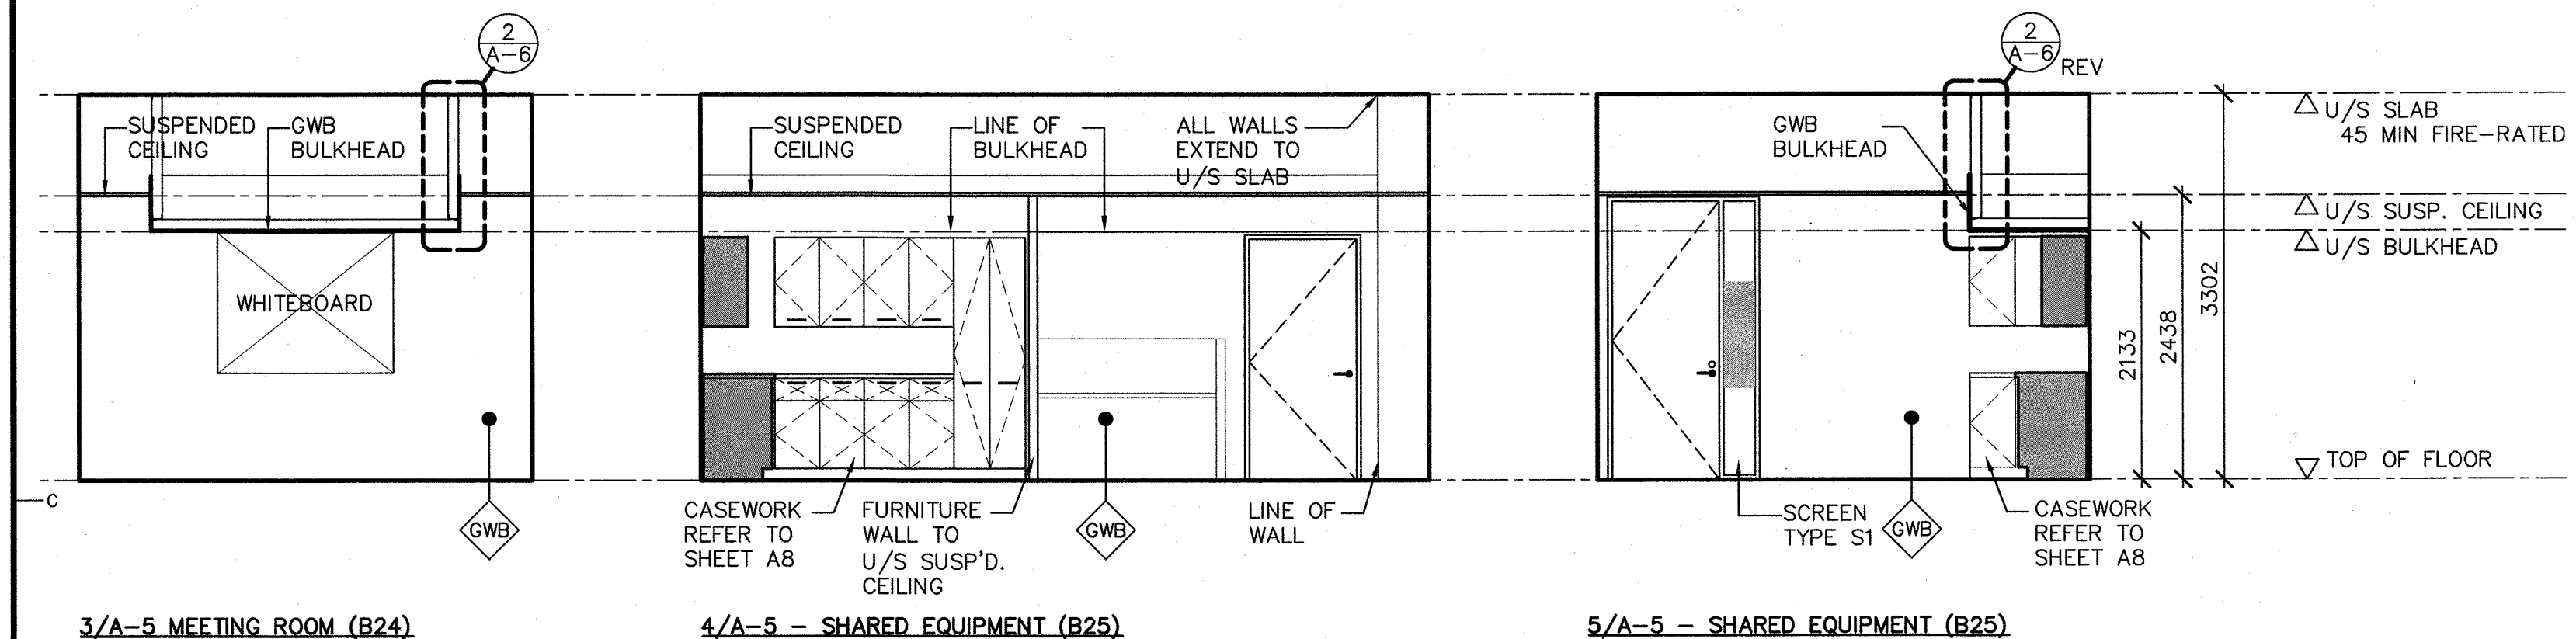 2
A-6
2
A-6 REV
SUSPENDED
CEILING
GWB
BULKHEAD
SUSPENDED
CEILING
LINE OF
BULKHEAD
ALL WALLS
EXTEND TO
U/S SLAB
GWB
BULKHEAD
U/S SLAB
45 MIN FIRE-RATED
U/S SUSP. CEILING
U/S BULKHEAD
WHITEBOARD
2133
2438
3302
TOP OF FLOOR
C
GWB
CASEWORK
REFER TO
SHEET A8
FURNITURE
WALL TO
U/S SUSP'D.
CEILING
GWB
LINE OF
WALL
SCREEN
TYPE S1
GWB
CASEWORK
REFER TO
SHEET A8
3/A-5 MEETING ROOM (B24)
4/A-5 - SHARED EQUIPMENT (B25)
5/A-5 - SHARED EQUIPMENT (B25)